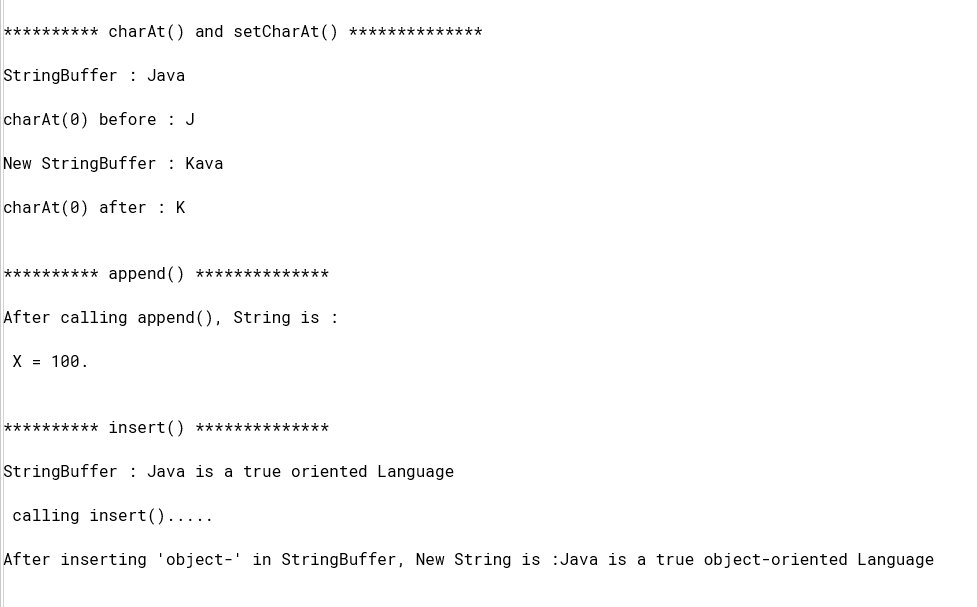 ********** charAt() and setCharAt() **************
StringBuffer : Java
charAt(0) before : J
New StringBuffer : Kava
charAt(0) after : K
********** append() **************
After calling append(), String is :
X = 100.
********** insert() **************
StringBuffer : Java is a true oriented Language
calling insert().....
After inserting 'object-' in StringBuffer, New String is :Java is a true object-oriented Language